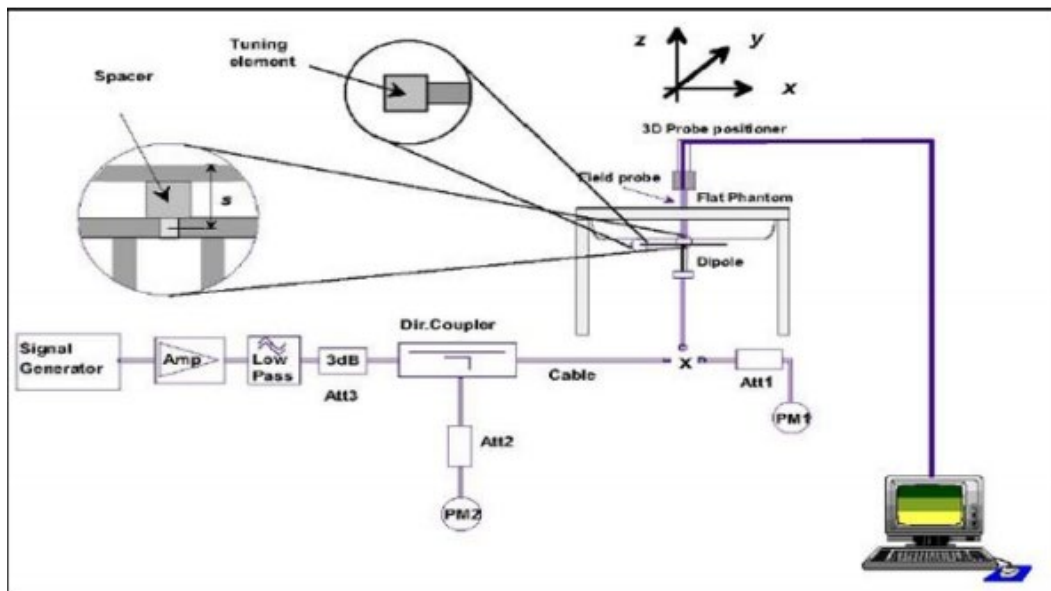 Tuning
element
Spacer
s
z
y
x
3D Probe positioner
Field probe
Flat Phantom
Dipole
Dir.Coupler
Signal
Generator
Amp
Low
Pass
3dB
Att3
Cable
x
Att1
PM1
Att2
PM2